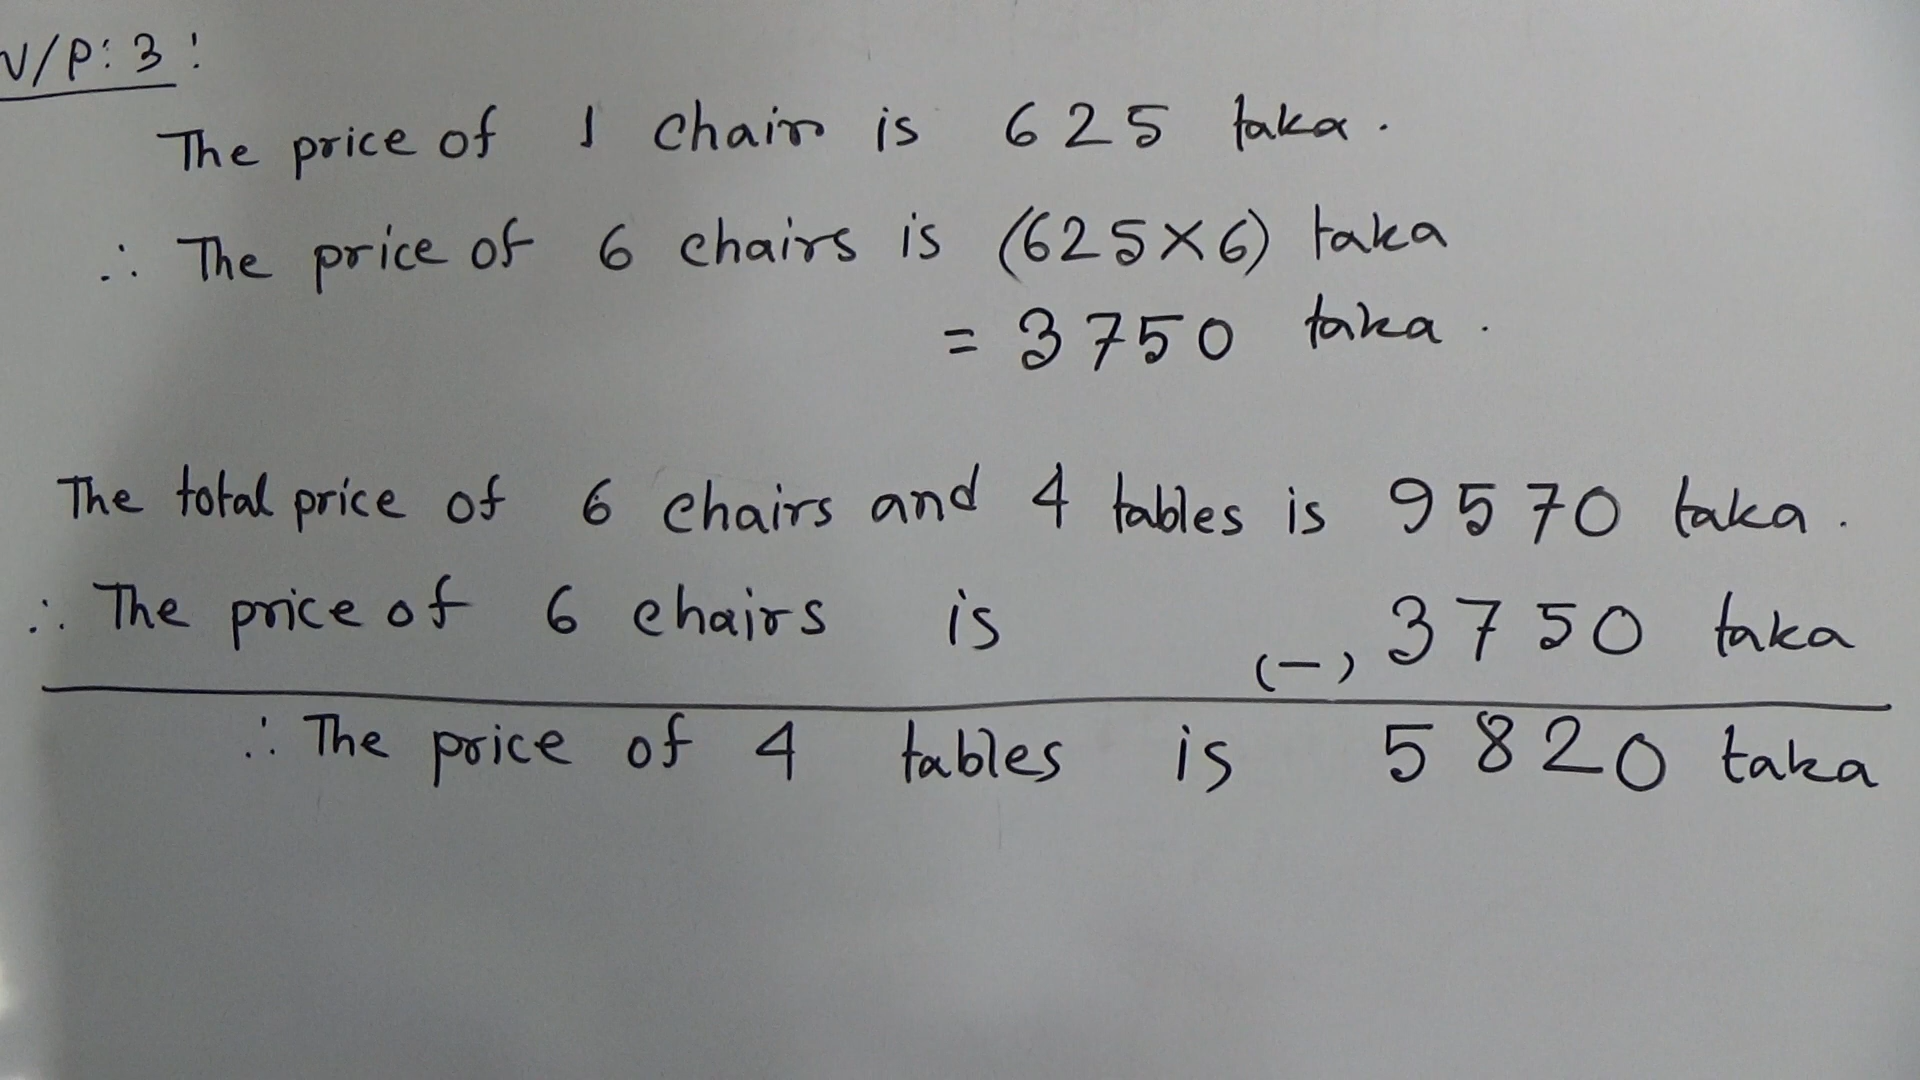 W/P: 3:
The price of 1 chair is 625 taka.
∴ The price of 6 chairs is (625×6) taka
= 3750 taka.
The total price of 6 chairs and 4 tables is 9570 taka.
∴ The price of 6 chairs is (-) 3750 taka
∴ The price of 4 tables is 5820 taka